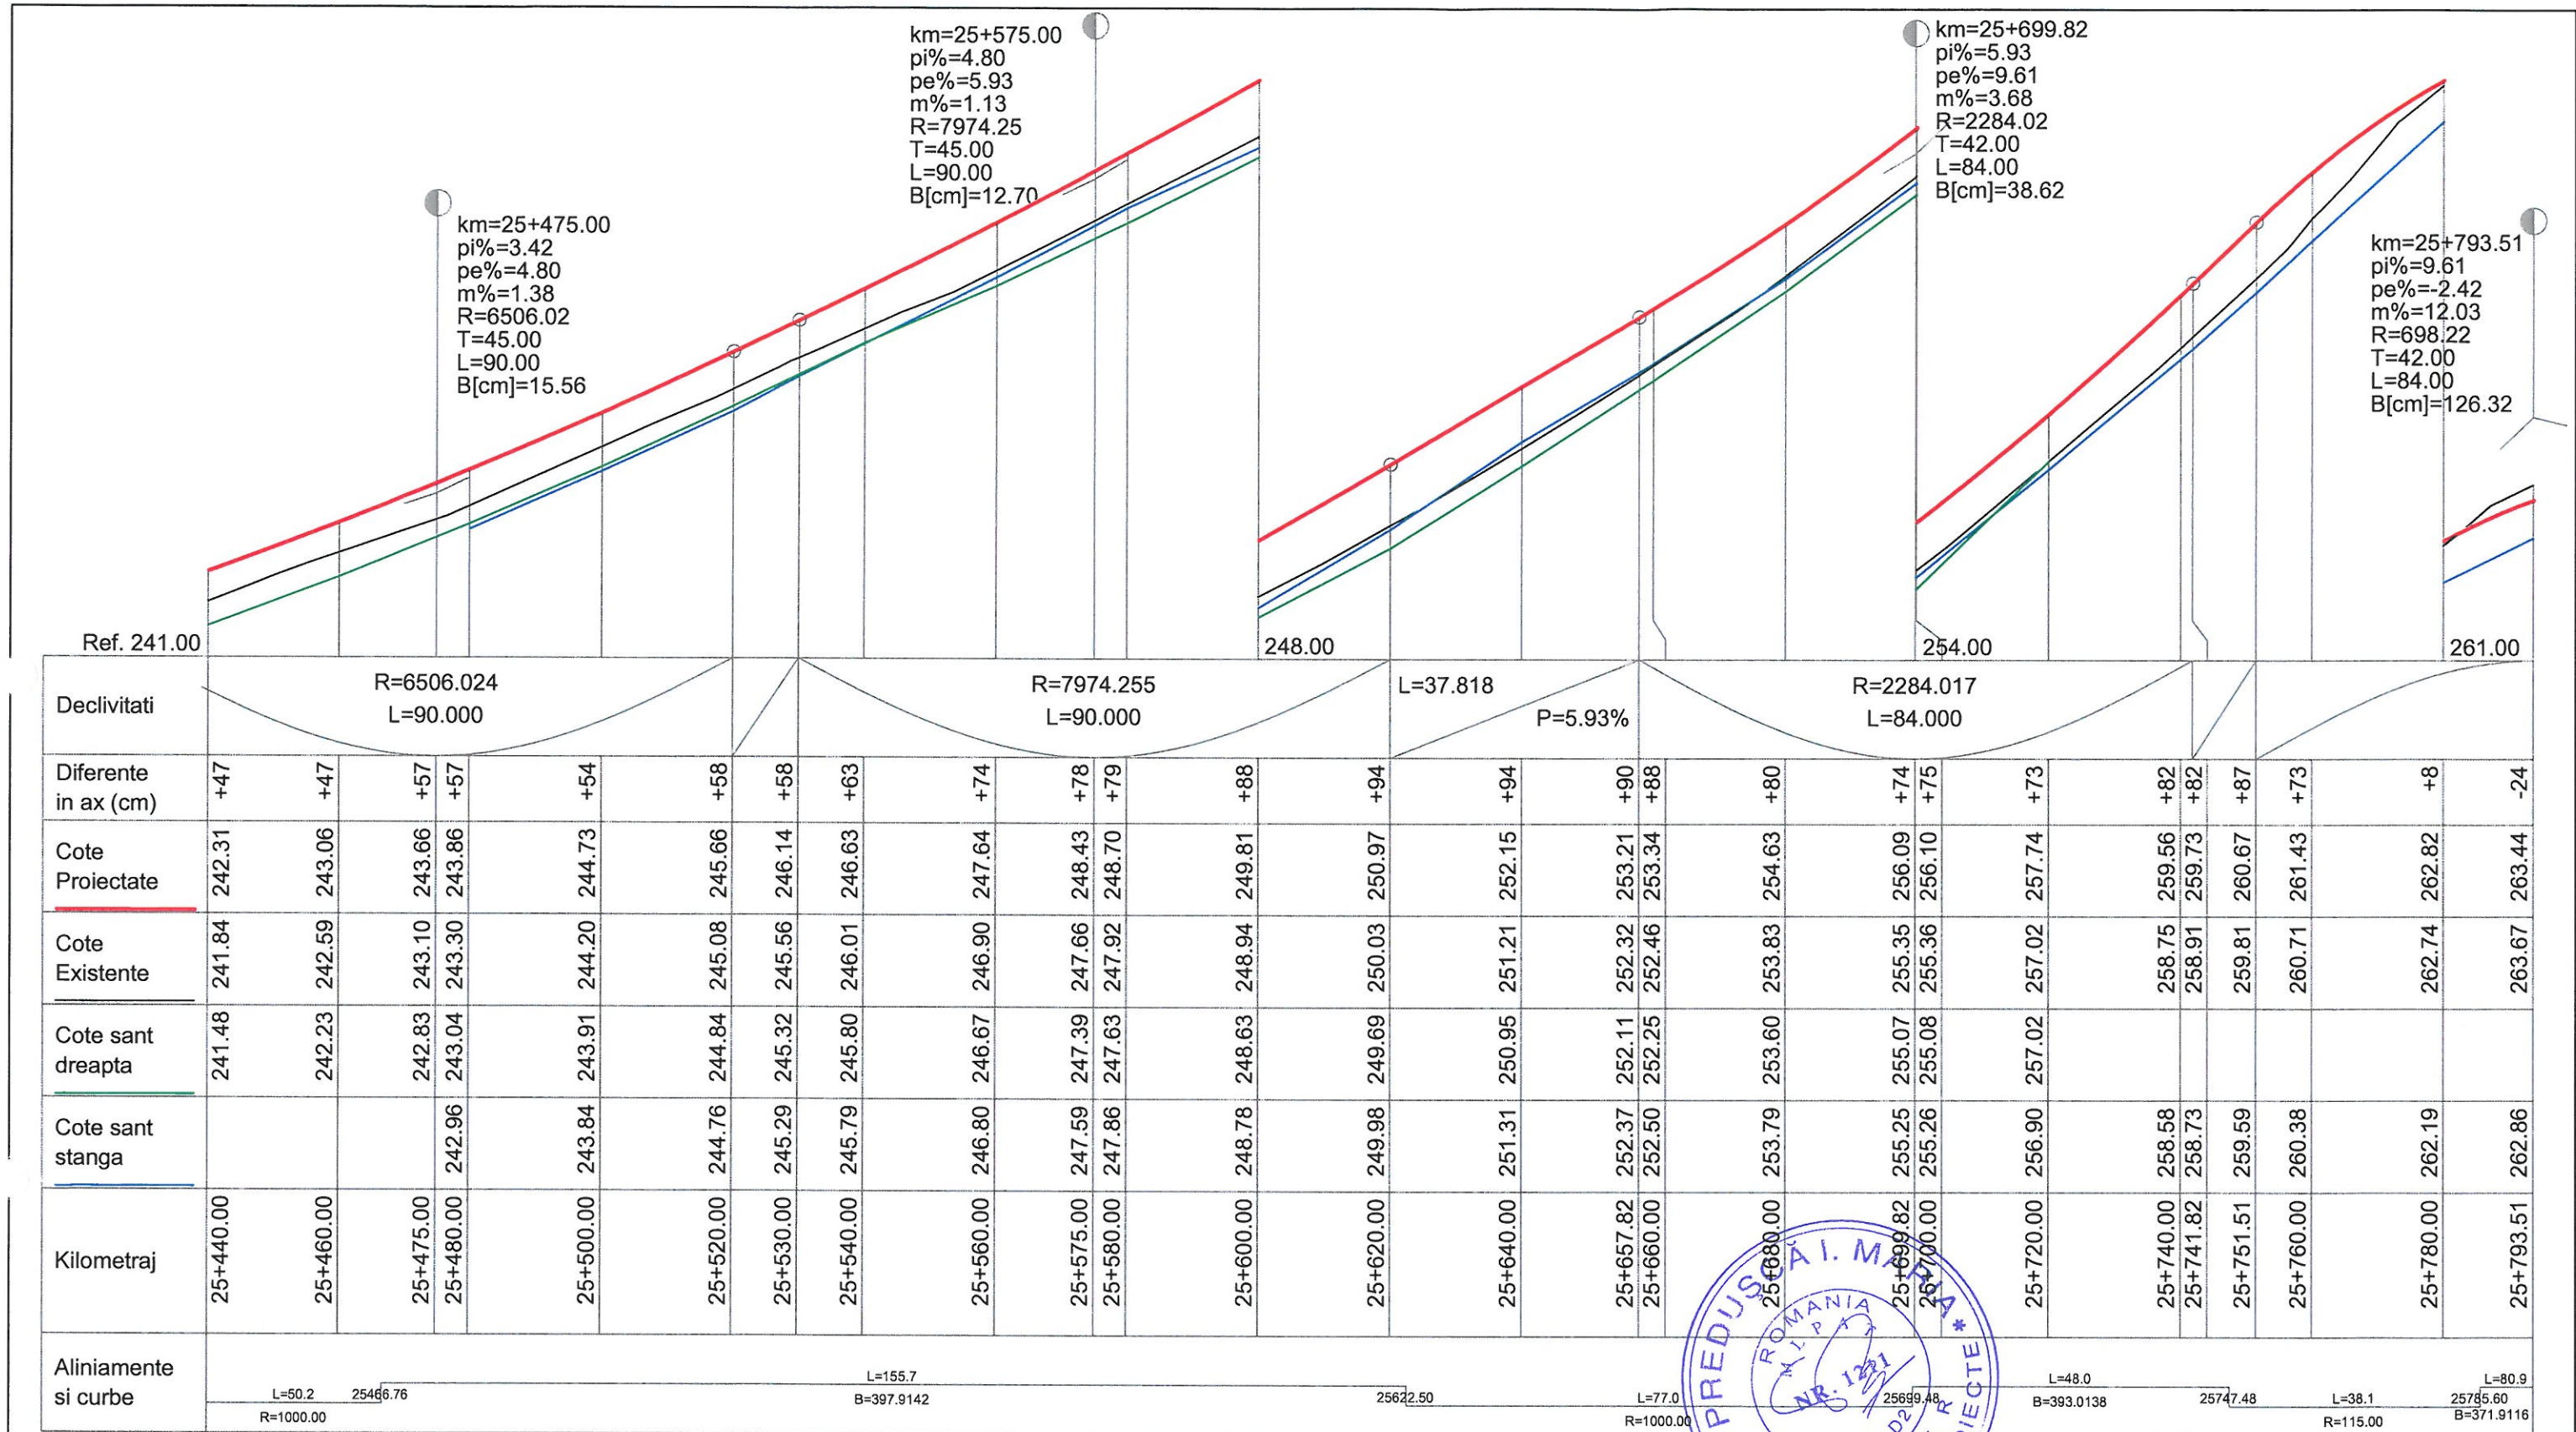 km=25+475.00
pi%=3.42
pe%=4.80
m%=1.38
R=6506.02
T=45.00
L=90.00
B[cm]=15.56
km=25+575.00
pi%=4.80
pe%=5.93
m%=1.13
R=7974.25
T=45.00
L=90.00
B[cm]=12.70
km=25+699.82
pi%=5.93
pe%=9.61
m%=3.68
R=2284.02
T=42.00
L=84.00
B[cm]=38.62
km=25+793.51
pi%=9.61
pe%=-2.42
m%=12.03
R=698.22
T=42.00
L=84.00
B[cm]=126.32
Ref. 241.00 248.00 254.00 261.00
Declivitati
R=6506.024
L=90.000
R=7974.255
L=90.000
L=37.818
P=5.93%
R=2284.017
L=84.000
Diferente
in ax (cm)
+47 +47 +57 +57 +54 +58 +58 +63 +74 +78 +79 +88 +94 +94 +90 +88 +80 +74 +75 +73 +82 +82 +87 +73 +8 -24
Cote
Proiectate
242.31 243.06 243.66 243.86 244.73 245.66 246.14 246.63 247.64 248.43 248.70 249.81 250.97 252.15 253.21 253.34 254.63 256.09 256.10 257.74 259.56 259.73 260.67 261.43 262.82 263.44
Cote
Existente
241.84 242.59 243.10 243.30 244.20 245.08 245.56 246.01 246.90 247.66 247.92 248.94 250.03 251.21 252.32 252.46 253.83 255.35 255.36 257.02 258.75 258.91 259.81 260.71 262.74 263.67
Cote sant
dreapta
241.48 242.23 242.83 243.04 243.91 244.84 245.32 245.80 246.67 247.39 247.63 248.63 249.69 250.95 252.11 252.25 253.60 255.07 255.08 257.02
Cote sant
stanga
242.96 243.84 244.76 245.29 245.79 246.80 247.59 247.86 248.78 249.98 251.31 252.37 252.50 253.79 255.25 255.26 256.90 258.58 258.73 259.59 260.38 262.19 262.86
Kilometraj
25+440.00 25+460.00 25+475.00 25+480.00 25+500.00 25+520.00 25+530.00 25+540.00 25+560.00 25+575.00 25+580.00 25+600.00 25+620.00 25+640.00 25+657.82 25+660.00 25+680.00 25+699.82 25+700.00 25+720.00 25+740.00 25+741.82 25+751.51 25+760.00 25+780.00 25+793.51
Aliniamente
si curbe
L=50.2
R=1000.00
25466.76
L=155.7
B=397.9142
25622.50
L=77.0
R=1000.00
25699.48
L=48.0
B=393.0138
25747.48
L=38.1
R=115.00
25785.60
L=80.9
B=371.9116
PREDUȘCĂ I. MARIA *
ROMANIA
NR. 1221